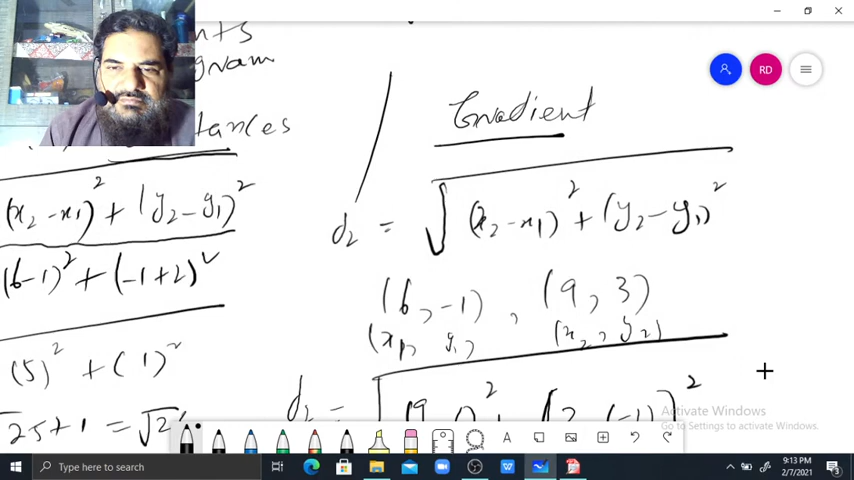 nts
gram
tances
(x₂-x₁)² + (y₂-y₁)²
(6-1)² + (-1+2)²
(5)² + (1)²
25+1 = √2
Gradient
d₂ = √(x₂-x₁)² + (y₂-y₁)²
(6, -1), (9, 3)
(x₁, y₁) (x₂, y₂)
d₂ =
RD
A
Activate Windows
Go to Settings to activate Windows.
Type here to search
9:13 PM
2/7/2021
3